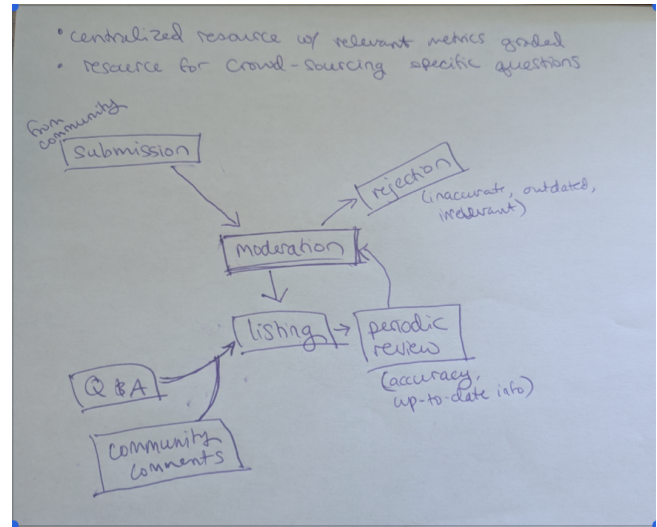 • centralized resource w/ relevant metrics graded
• resource for crowd-sourcing specific questions
from
community
submission
rejection
(inaccurate, outdated,
irrelevant)
moderation
listing
periodic
review
(accuracy,
up-to-date info)
Q & A
community
comments